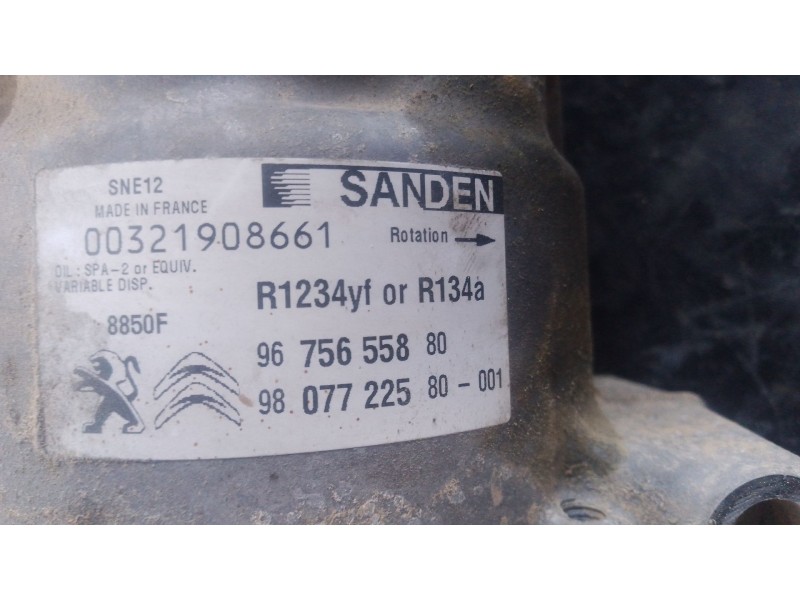 SNE12
SANDEN
MADE IN FRANCE
00321908661
Rotation
OIL: SPA-2 or EQUIV.
VARIABLE DISP.
R1234yf or R134a
8850F
96 756 558 80
98 077 225 80-001